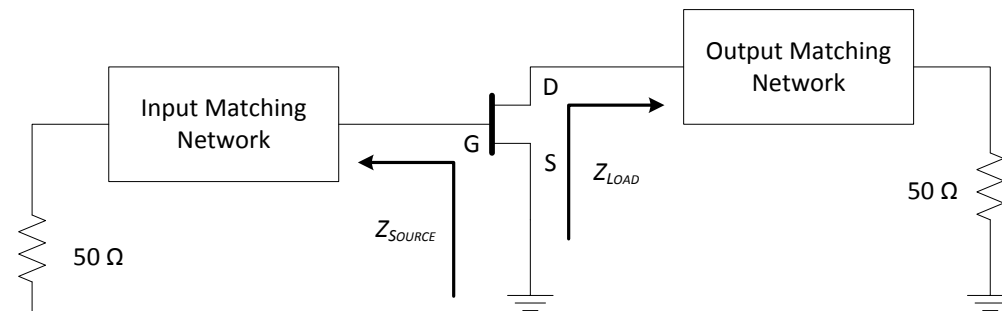 Output Matching
Network
Input Matching
Network
D
G
S
Z_LOAD
Z_SOURCE
50 Ω
50 Ω